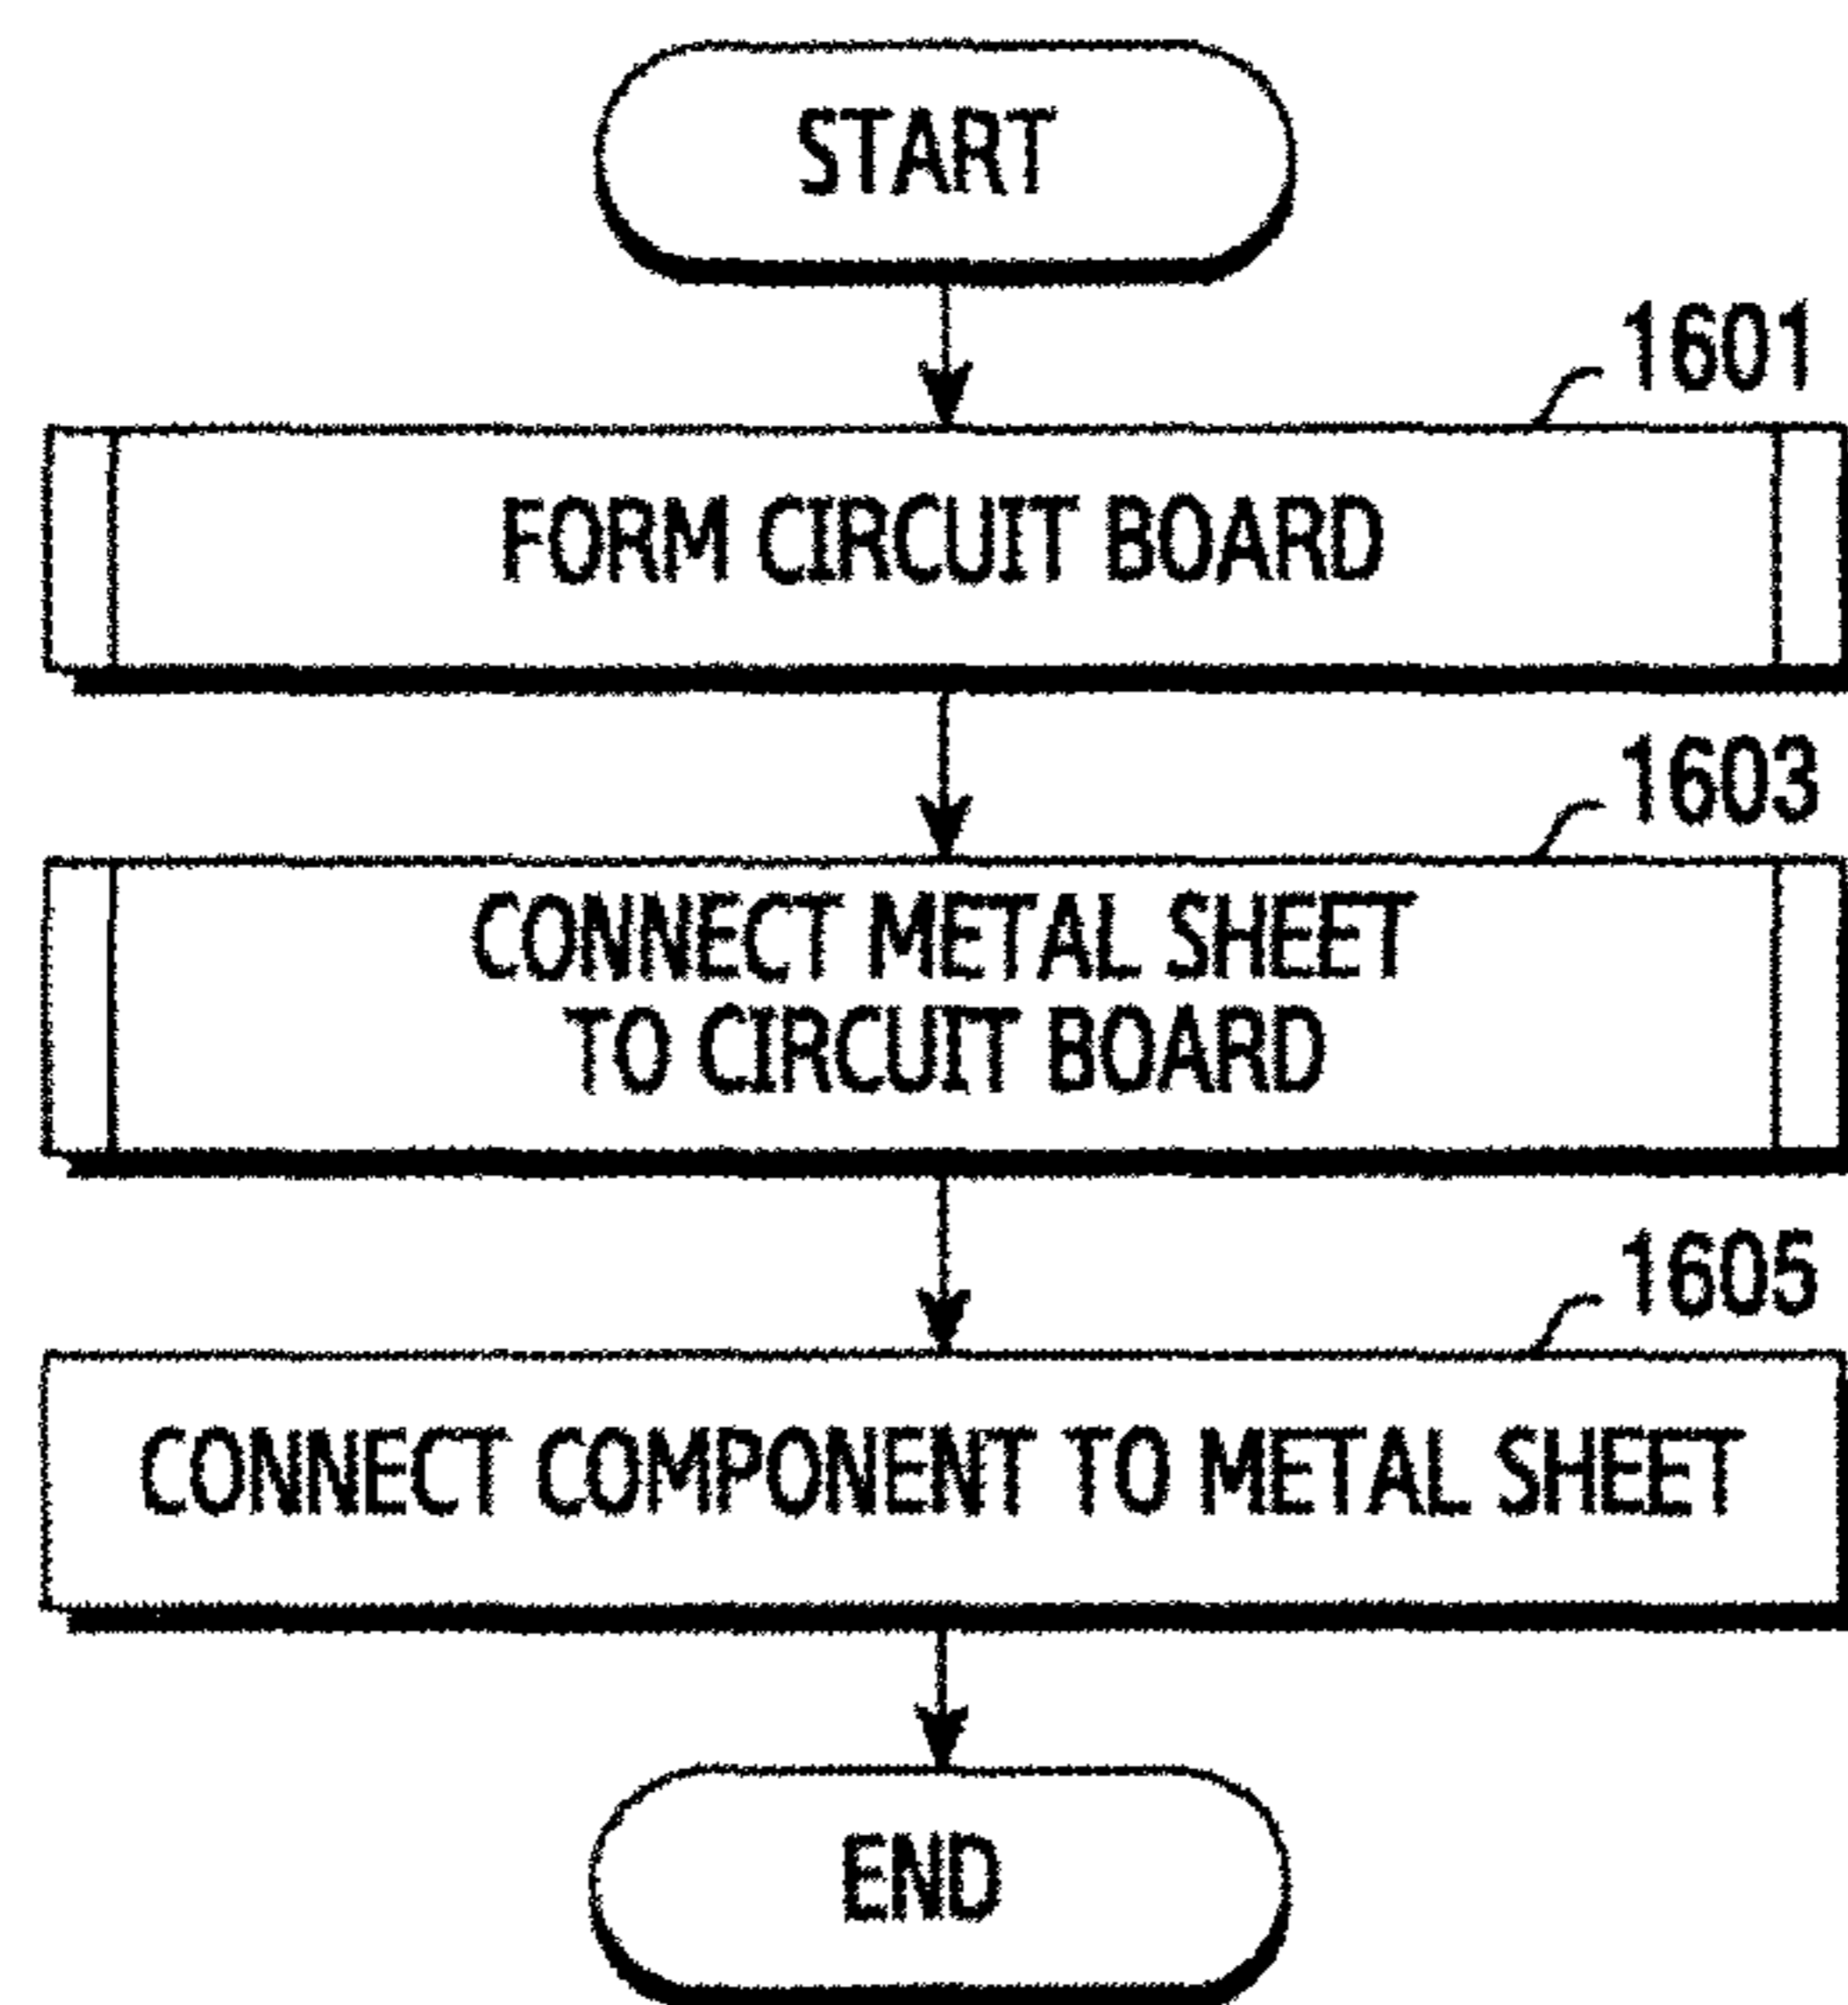 START
1601
FORM CIRCUIT BOARD
1603
CONNECT METAL SHEET
TO CIRCUIT BOARD
1605
CONNECT COMPONENT TO METAL SHEET
END